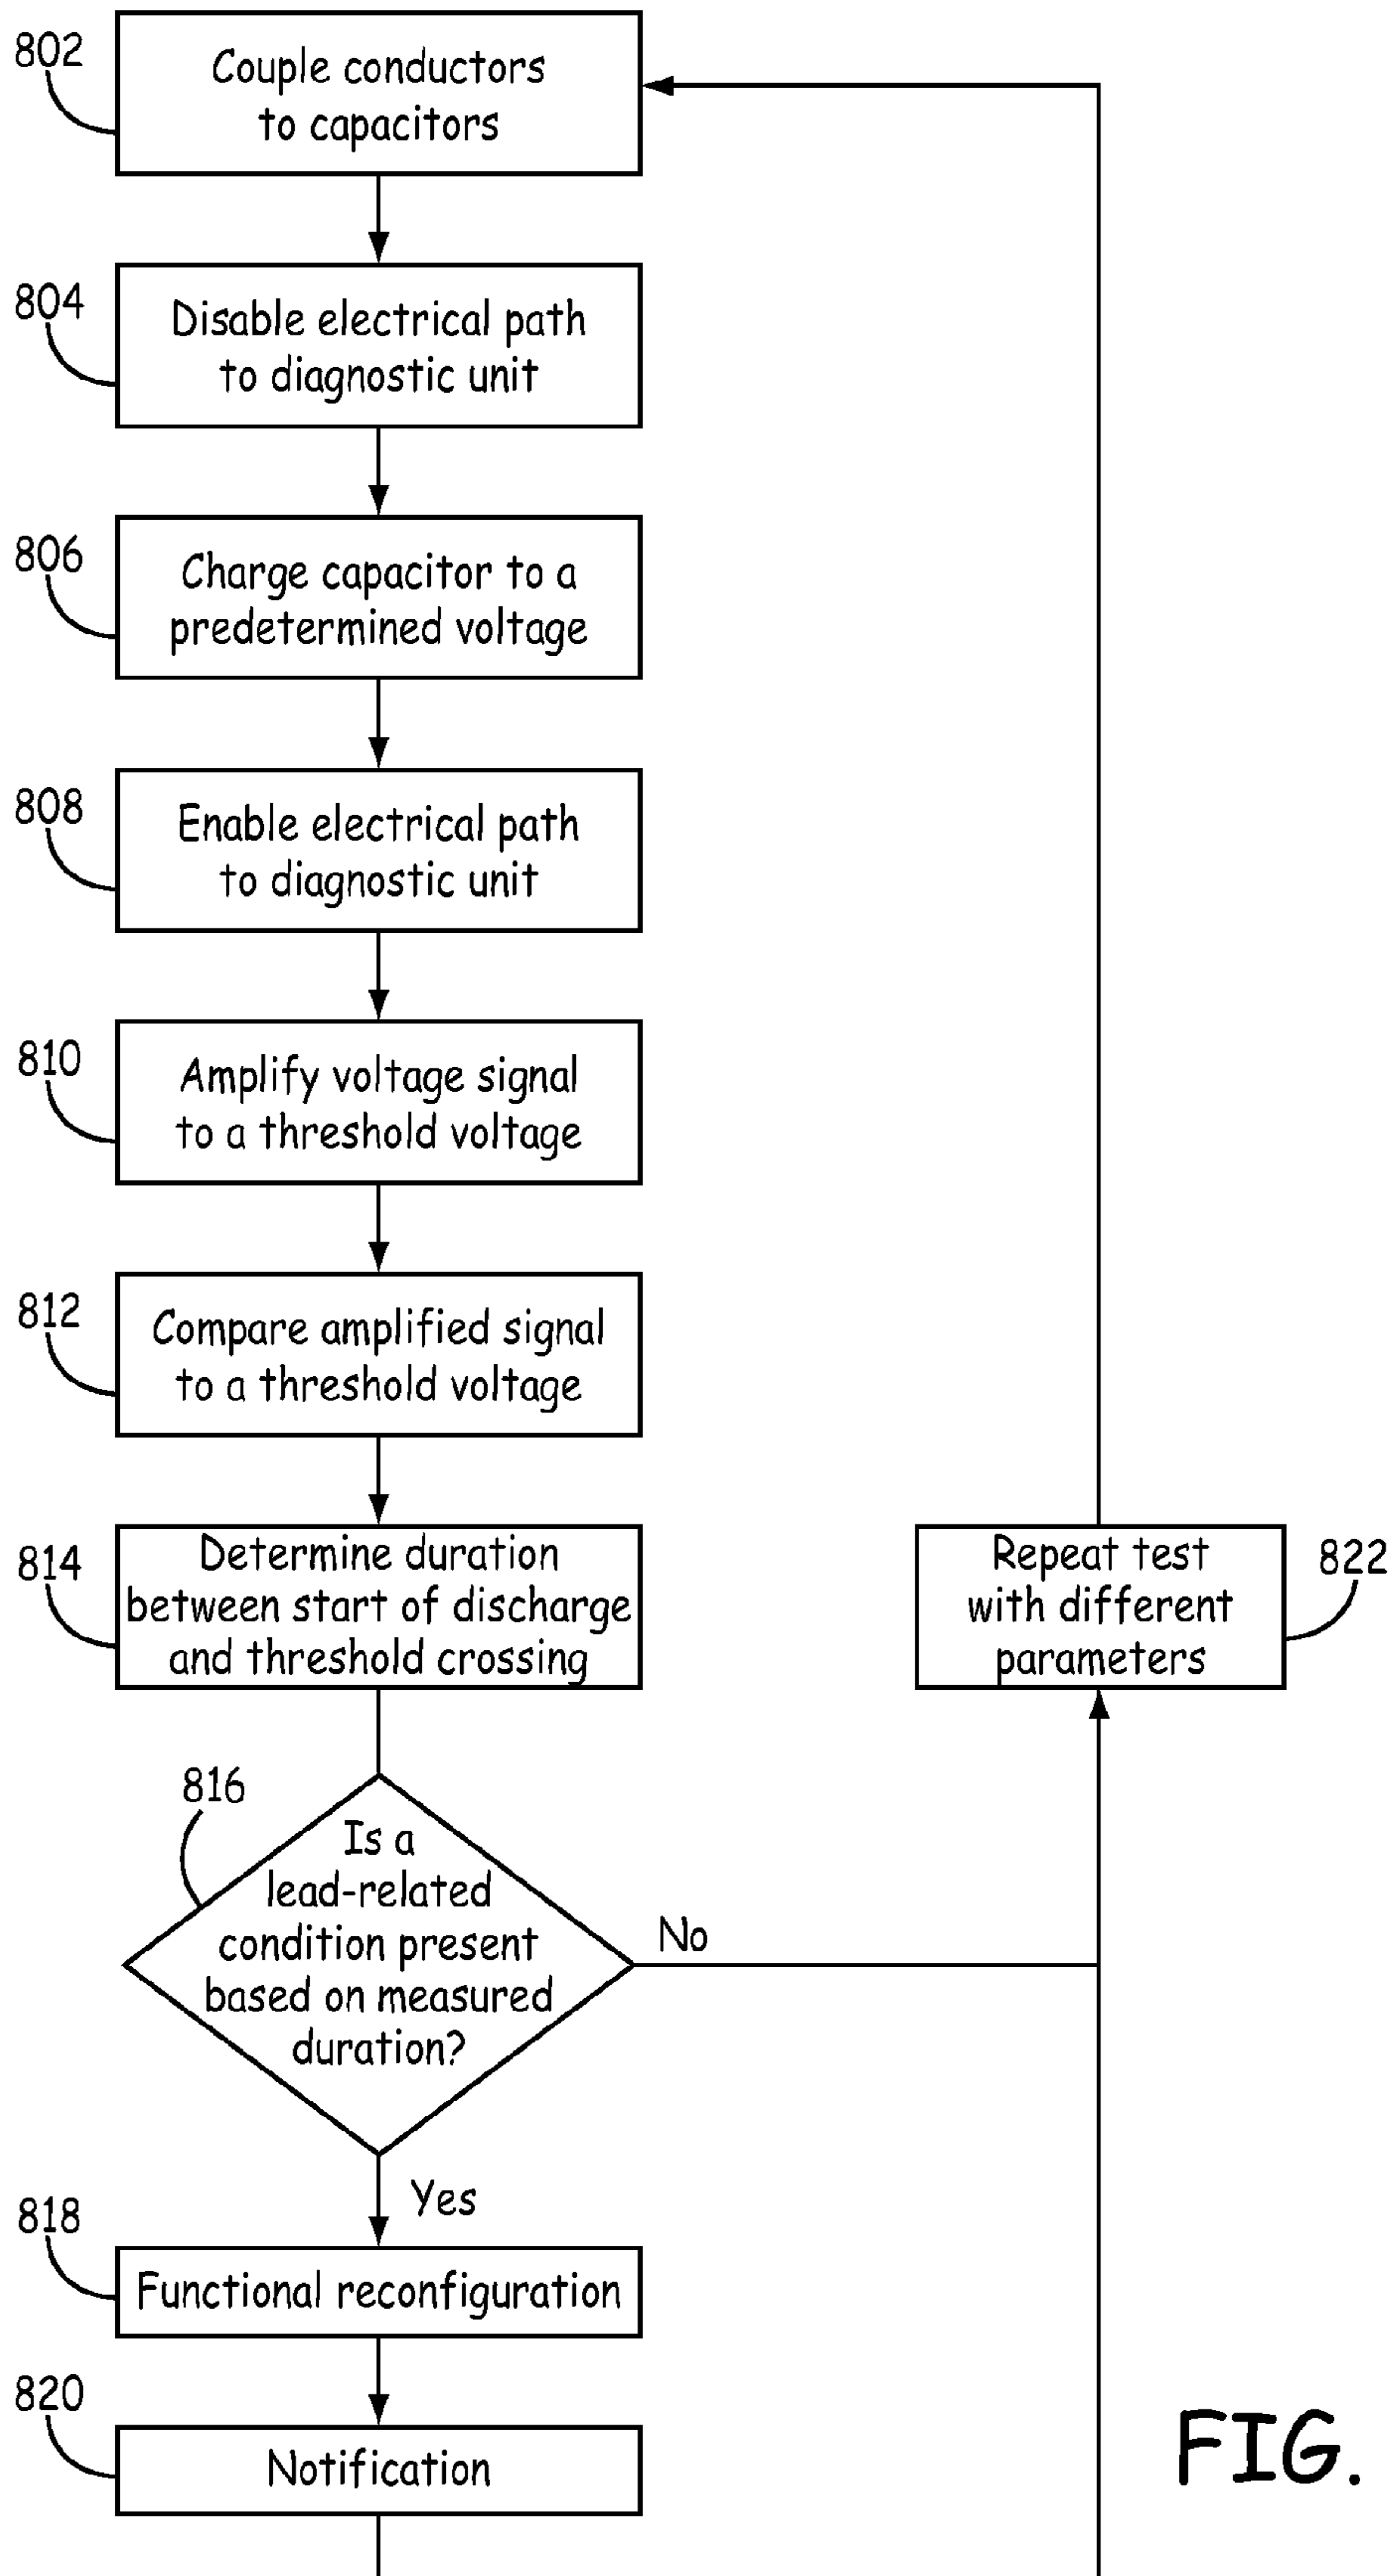 802
Couple conductors
to capacitors
804
Disable electrical path
to diagnostic unit
806
Charge capacitor to a
predetermined voltage
808
Enable electrical path
to diagnostic unit
810
Amplify voltage signal
to a threshold voltage
812
Compare amplified signal
to a threshold voltage
814
Determine duration
between start of discharge
and threshold crossing
Repeat test
with different
parameters
822
816
Is a
lead-related
condition present
based on measured
duration?
No
Yes
818
Functional reconfiguration
820
Notification
FIG.